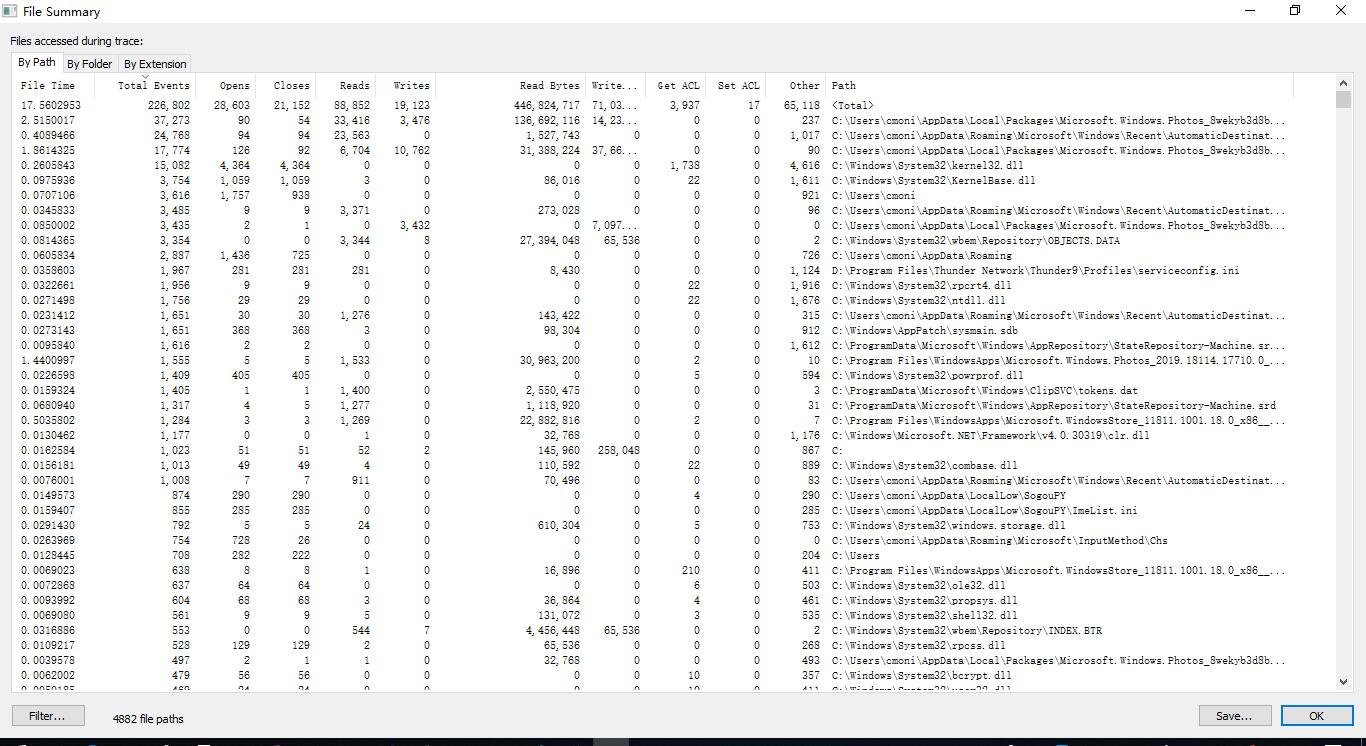 File Summary
Files accessed during trace:
By Path By Folder By Extension
File Time Total Events Opens Closes Reads Writes Read Bytes Write... Get ACL Set ACL Other Path
17.5602953 226,802 28,603 21,152 88,852 19,123 446,824,717 71,03... 3,937 17 65,118 <Total>
2.5150017 37,273 90 54 33,416 3,476 136,692,116 14,23... 0 0 237 C:\Users\cmoni\AppData\Local\Packages\Microsoft.Windows.Photos_8wekyb3d8b...
0.4089466 24,768 94 94 23,563 0 1,527,743 0 0 0 1,017 C:\Users\cmoni\AppData\Roaming\Microsoft\Windows\Recent\AutomaticDestinat...
1.8614325 17,774 126 92 6,704 10,762 31,388,224 37,66... 0 0 90 C:\Users\cmoni\AppData\Local\Packages\Microsoft.Windows.Photos_8wekyb3d8b...
0.2605843 15,082 4,364 4,364 0 0 0 0 1,738 0 4,616 C:\Windows\System32\kernel32.dll
0.0975936 3,754 1,059 1,059 3 0 86,016 0 22 0 1,611 C:\Windows\System32\KernelBase.dll
0.0707106 3,616 1,757 938 0 0 0 0 0 0 921 C:\Users\cmoni
0.0345833 3,485 9 9 3,371 0 273,028 0 0 0 96 C:\Users\cmoni\AppData\Roaming\Microsoft\Windows\Recent\AutomaticDestinat...
0.0850002 3,435 2 1 0 3,432 0 7,097... 0 0 0 C:\Users\cmoni\AppData\Local\Packages\Microsoft.Windows.Photos_8wekyb3d8b...
0.0814365 3,354 0 0 3,344 8 27,394,048 65,536 0 0 2 C:\Windows\System32\wbem\Repository\OBJECTS.DATA
0.0605834 2,887 1,436 725 0 0 0 0 0 0 726 C:\Users\cmoni\AppData\Roaming
0.0358603 1,967 281 281 281 0 8,430 0 0 0 1,124 D:\Program Files\Thunder Network\Thunder9\Profiles\serviceconfig.ini
0.0322661 1,956 9 9 0 0 0 0 22 0 1,916 C:\Windows\System32\rpcrt4.dll
0.0271498 1,756 29 29 0 0 0 0 22 0 1,676 C:\Windows\System32\ntdll.dll
0.0231412 1,651 30 30 1,276 0 143,422 0 0 0 315 C:\Users\cmoni\AppData\Roaming\Microsoft\Windows\Recent\AutomaticDestinat...
0.0273143 1,651 368 368 3 0 98,304 0 0 0 912 C:\Windows\AppPatch\sysmain.sdb
0.0095840 1,616 2 2 0 0 0 0 0 0 1,612 C:\ProgramData\Microsoft\Windows\AppRepository\StateRepository-Machine.sr...
1.4400997 1,555 5 5 1,533 0 30,963,200 0 2 0 10 C:\Program Files\WindowsApps\Microsoft.Windows.Photos_2019.18114.17710.0_...
0.0226598 1,409 405 405 0 0 0 0 5 0 594 C:\Windows\System32\powrprof.dll
0.0159324 1,405 1 1 1,400 0 2,550,475 0 0 0 3 C:\ProgramData\Microsoft\Windows\ClipSVC\tokens.dat
0.0680940 1,317 4 5 1,277 0 1,118,920 0 0 0 31 C:\ProgramData\Microsoft\Windows\AppRepository\StateRepository-Machine.srd
0.5035802 1,284 3 3 1,269 0 22,882,816 0 2 0 7 C:\Program Files\WindowsApps\Microsoft.WindowsStore_11811.1001.18.0_x86__...
0.0130462 1,177 0 0 1 0 32,768 0 0 0 1,176 C:\Windows\Microsoft.NET\Framework\v4.0.30319\clr.dll
0.0162584 1,023 51 51 52 2 145,960 258,048 0 0 867 C:
0.0156181 1,013 49 49 4 0 110,592 0 22 0 889 C:\Windows\System32\combase.dll
0.0076001 1,008 7 7 911 0 70,496 0 0 0 83 C:\Users\cmoni\AppData\Roaming\Microsoft\Windows\Recent\AutomaticDestinat...
0.0149573 874 290 290 0 0 0 0 4 0 290 C:\Users\cmoni\AppData\LocalLow\SogouPY
0.0159407 855 285 285 0 0 0 0 0 0 285 C:\Users\cmoni\AppData\LocalLow\SogouPY\ImeList.ini
0.0291430 792 5 5 24 0 610,304 0 5 0 753 C:\Windows\System32\windows.storage.dll
0.0263969 754 728 26 0 0 0 0 0 0 0 C:\Users\cmoni\AppData\Roaming\Microsoft\InputMethod\Chs
0.0128445 708 282 222 0 0 0 0 0 0 204 C:\Users
0.0069023 638 8 8 1 0 16,896 0 210 0 411 C:\Program Files\WindowsApps\Microsoft.WindowsStore_11811.1001.18.0_x86__...
0.0072868 637 64 64 0 0 0 0 6 0 503 C:\Windows\System32\ole32.dll
0.0093992 604 68 68 3 0 36,864 0 4 0 461 C:\Windows\System32\propsys.dll
0.0069080 561 9 9 5 0 131,072 0 3 0 535 C:\Windows\System32\shell32.dll
0.0316886 553 0 0 544 7 4,456,448 65,536 0 0 2 C:\Windows\System32\wbem\Repository\INDEX.BTR
0.0109217 528 129 129 2 0 65,536 0 0 0 268 C:\Windows\System32\rpcss.dll
0.0039578 497 2 1 1 0 32,768 0 0 0 493 C:\Users\cmoni\AppData\Local\Packages\Microsoft.Windows.Photos_8wekyb3d8b...
0.0062002 479 56 56 0 0 0 0 10 0 357 C:\Windows\System32\bcrypt.dll
Filter... 4882 file paths Save... OK